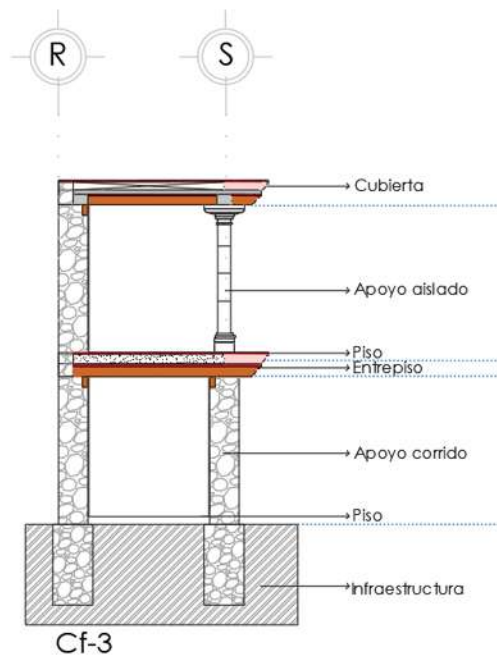 R
S
Cubierta
Apoyo aislado
Piso
Entrepiso
Apoyo corrido
Piso
Infraestructura
Cf-3